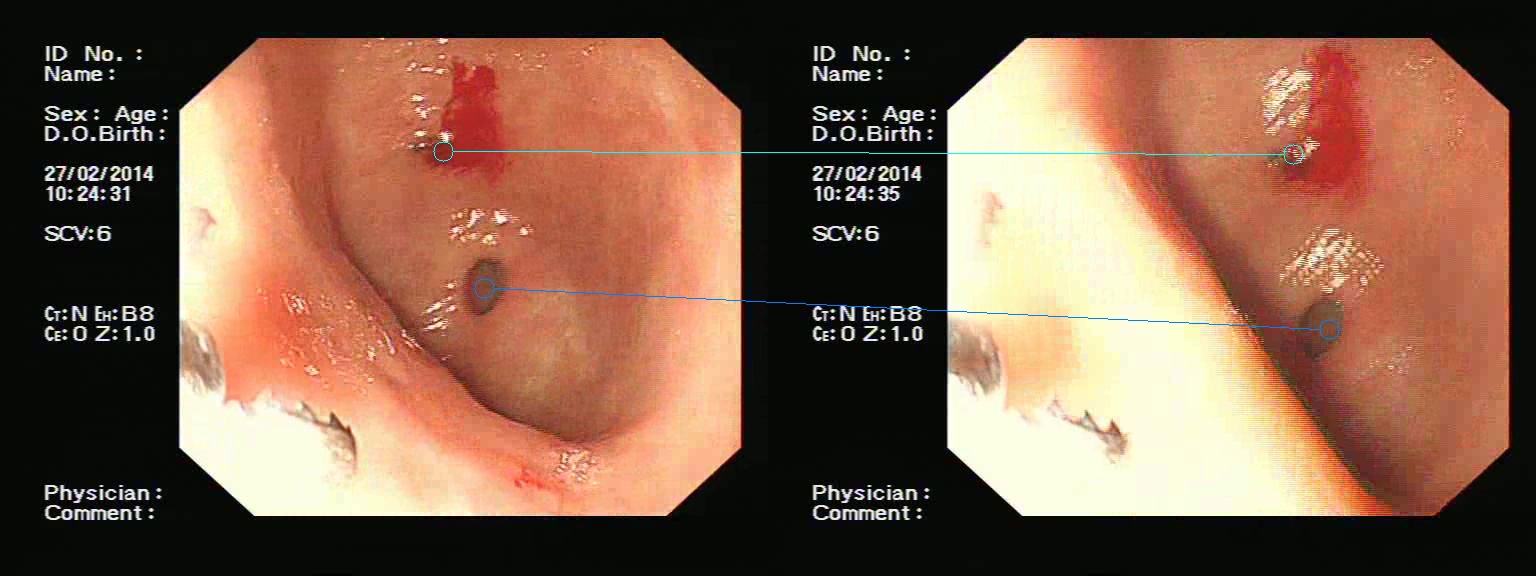 ID No. :
Name:
Sex: Age:
D.O.Birth:
27/02/2014
10:24:31
SCV:6
CT:N EH:B8
CE:0 Z:1.0
Physician:
Comment:
ID No. :
Name:
Sex: Age:
D.O.Birth:
27/02/2014
10:24:35
SCV:6
CT:N EH:B8
CE:0 Z:1.0
Physician:
Comment: